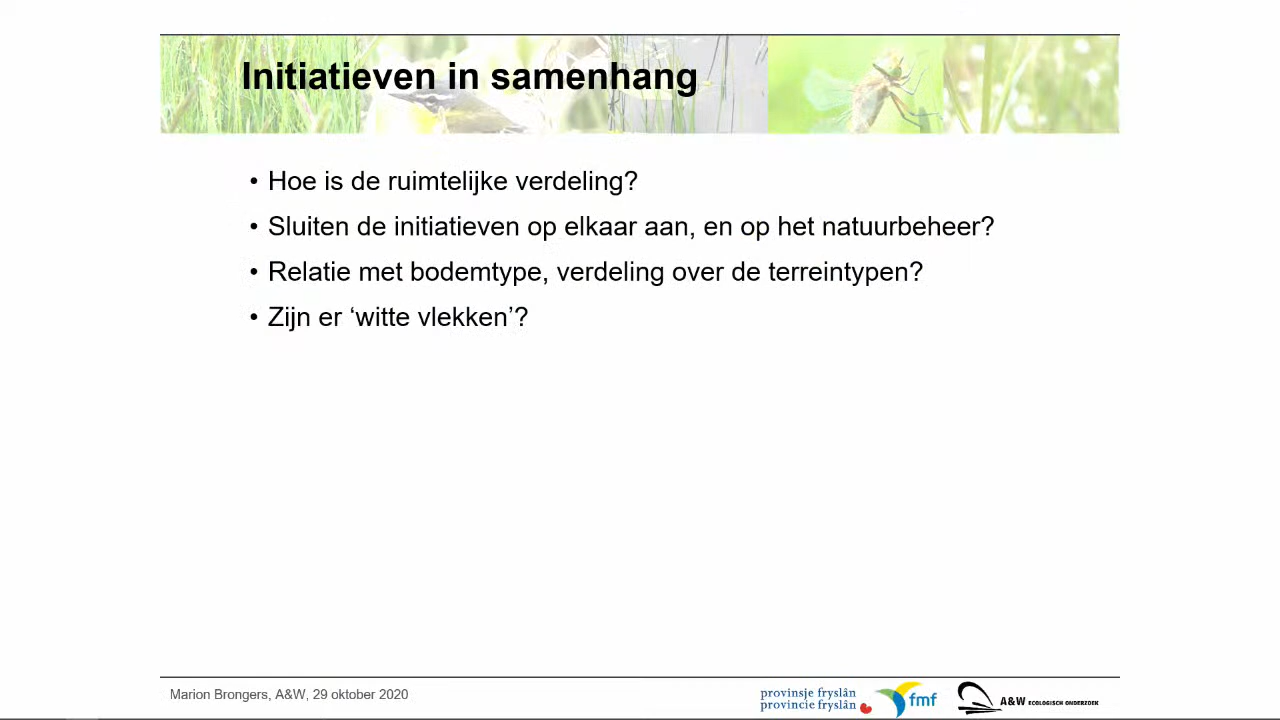 Initiatieven in samenhang
• Hoe is de ruimtelijke verdeling?
• Sluiten de initiatieven op elkaar aan, en op het natuurbeheer?
• Relatie met bodemtype, verdeling over de terreintypen?
• Zijn er ‘witte vlekken’?
Marion Brongers, A&W, 29 oktober 2020
provinsje fryslân
provincie fryslân
fmf
A&W ECOLOGISCH ONDERZOEK